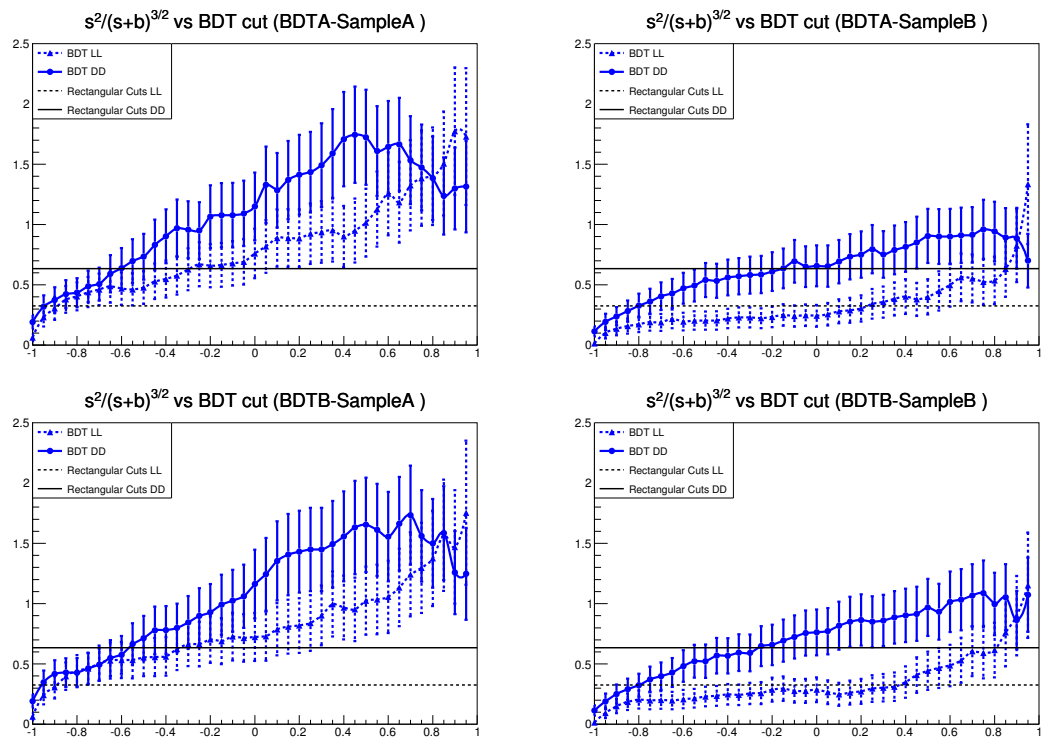 s²/(s+b)^3/2 vs BDT cut (BDTA-SampleA )
2.5
2
1.5
1
0.5
0
BDT LL
BDT DD
Rectangular Cuts LL
Rectangular Cuts DD
-1 -0.8 -0.6 -0.4 -0.2 0 0.2 0.4 0.6 0.8 1
s²/(s+b)^3/2 vs BDT cut (BDTA-SampleB )
2.5
2
1.5
1
0.5
0
BDT LL
BDT DD
Rectangular Cuts LL
Rectangular Cuts DD
-1 -0.8 -0.6 -0.4 -0.2 0 0.2 0.4 0.6 0.8 1
s²/(s+b)^3/2 vs BDT cut (BDTB-SampleA )
2.5
2
1.5
1
0.5
0
BDT LL
BDT DD
Rectangular Cuts LL
Rectangular Cuts DD
-1 -0.8 -0.6 -0.4 -0.2 0 0.2 0.4 0.6 0.8 1
s²/(s+b)^3/2 vs BDT cut (BDTB-SampleB )
2.5
2
1.5
1
0.5
0
BDT LL
BDT DD
Rectangular Cuts LL
Rectangular Cuts DD
-1 -0.8 -0.6 -0.4 -0.2 0 0.2 0.4 0.6 0.8 1